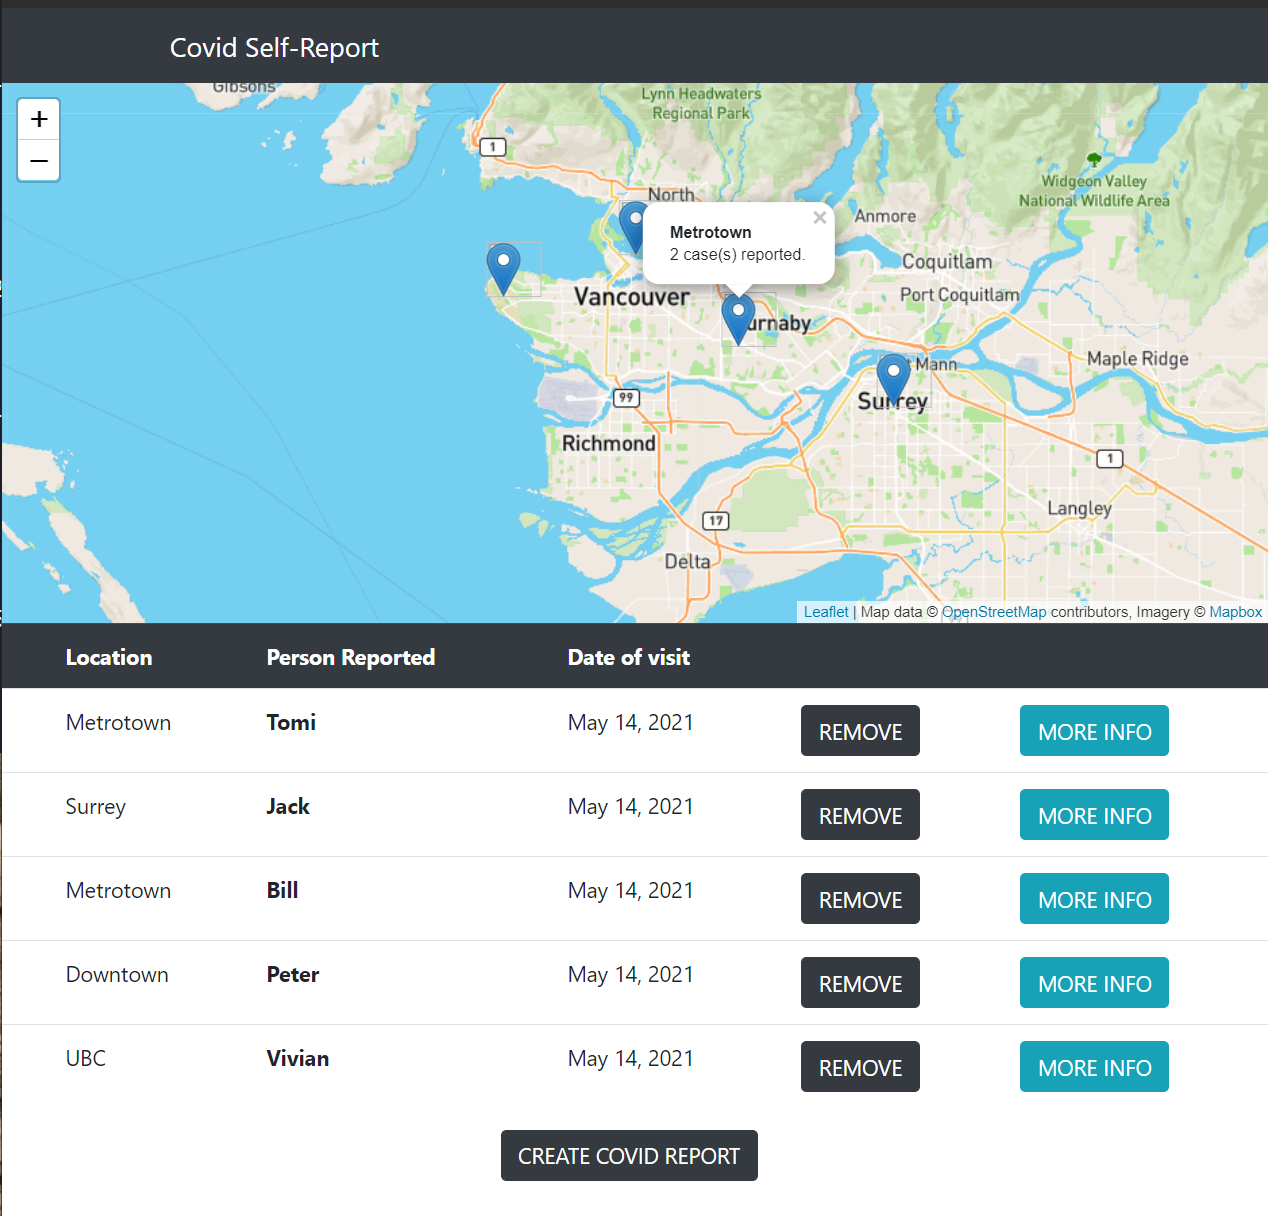 Covid Self-Report
Gibsons
Lynn Headwaters
Regional Park
+
1
−
Widgeon Valley
National Wildlife Area
North
Anmore
×
Metrotown
2 case(s) reported.
Coquitlam
Port Coquitlam
Vancouver
urnaby
Maple Ridge
Mann
Surrey
99
Richmond
1
Langley
17
Delta
Leaflet | Map data © OpenStreetMap contributors, Imagery © Mapbox
Location Person Reported Date of visit
Metrotown Tomi May 14, 2021 REMOVE MORE INFO
Surrey Jack May 14, 2021 REMOVE MORE INFO
Metrotown Bill May 14, 2021 REMOVE MORE INFO
Downtown Peter May 14, 2021 REMOVE MORE INFO
UBC Vivian May 14, 2021 REMOVE MORE INFO
CREATE COVID REPORT